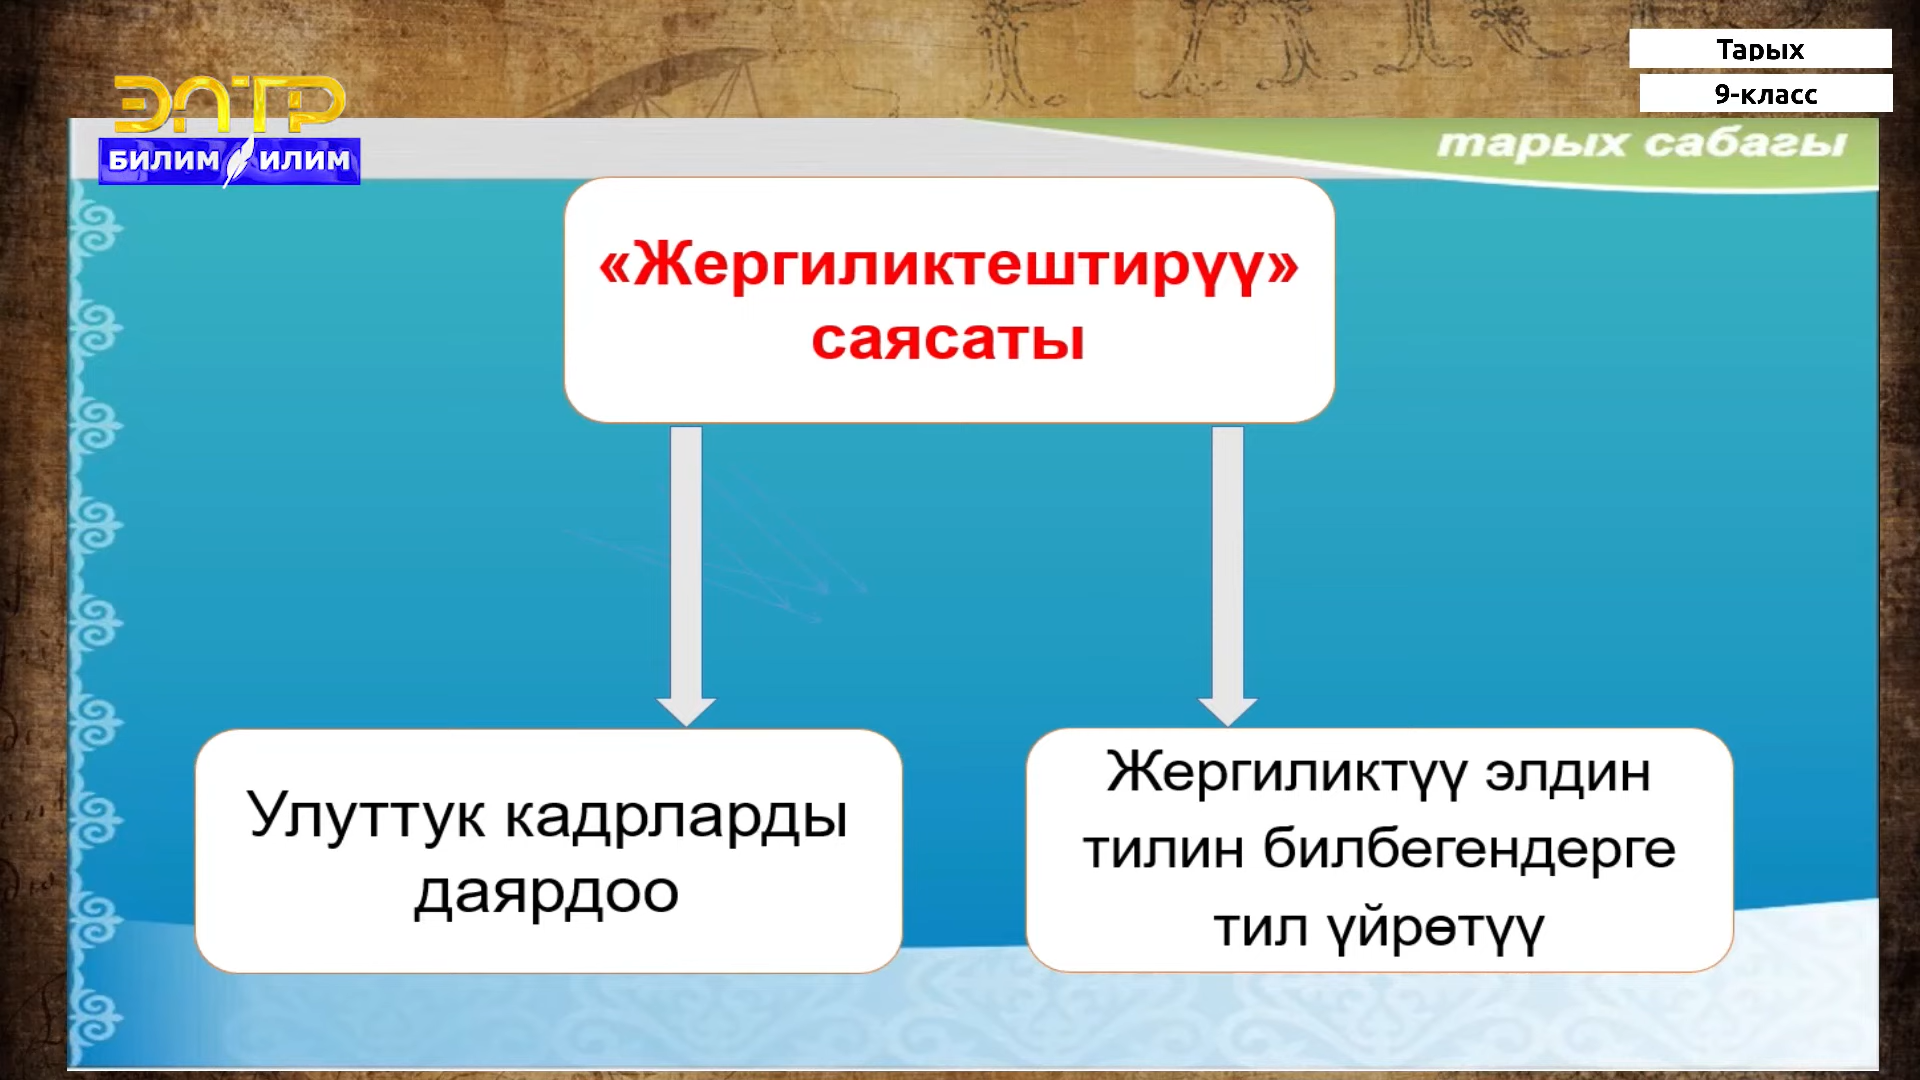 Тарых
9-класс
ЭЛТР
БИЛИМ ИЛИМ
тарых сабагы
«Жергиликтештирүү»
саясаты
Улуттук кадрларды
даярдоо
Жергиликтүү элдин
тилин билбегендерге
тил үйрөтүү